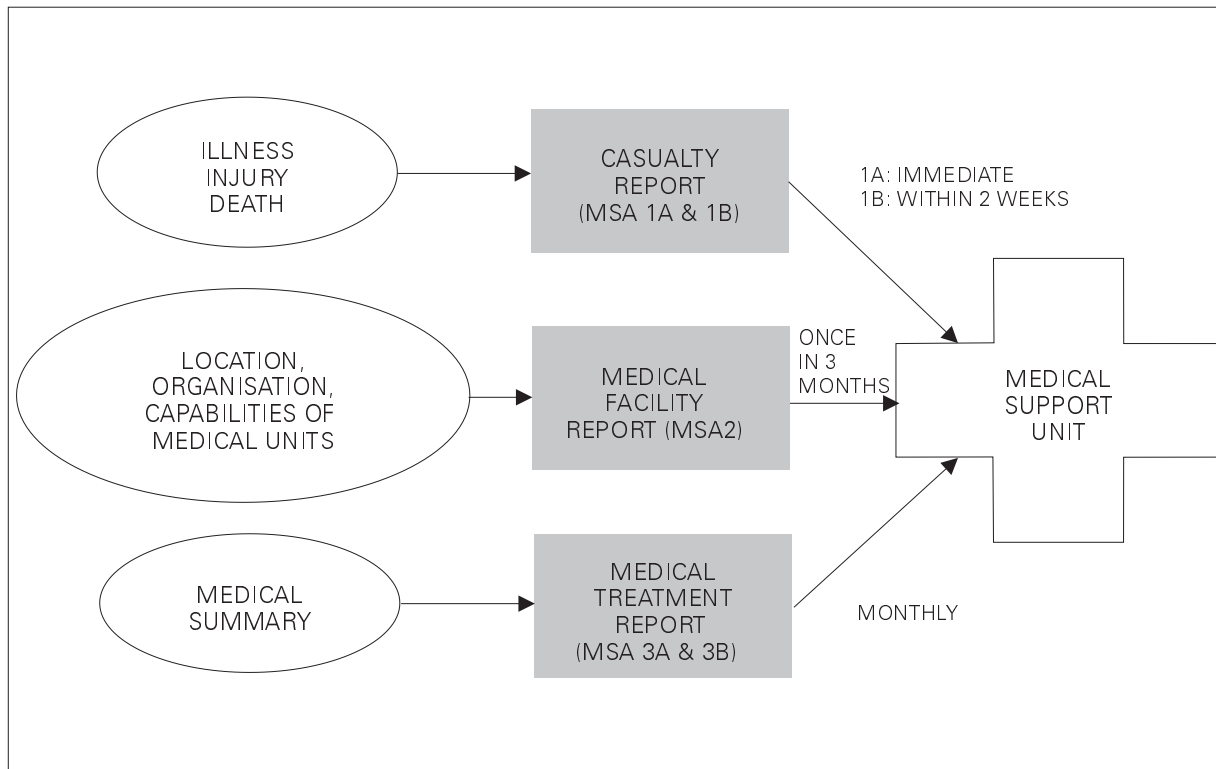 ILLNESS
INJURY
DEATH
CASUALTY
REPORT
(MSA 1A & 1B)
1A: IMMEDIATE
1B: WITHIN 2 WEEKS
LOCATION,
ORGANISATION,
CAPABILITIES OF
MEDICAL UNITS
MEDICAL
FACILITY
REPORT (MSA2)
ONCE
IN 3
MONTHS
MEDICAL
SUPPORT
UNIT
MEDICAL
SUMMARY
MEDICAL
TREATMENT
REPORT
(MSA 3A & 3B)
MONTHLY